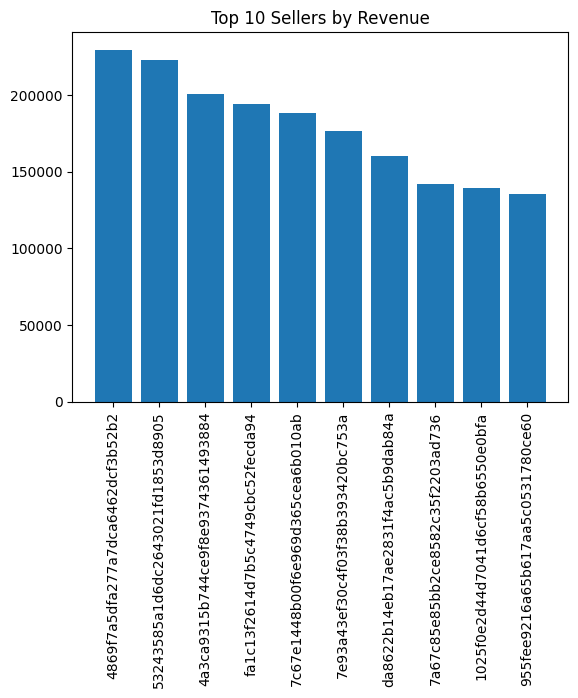 Top 10 Sellers by Revenue
200000
150000
100000
50000
0
4869f7a5dfa277a7dca6462dcf3b52b2
53243585a1d6dc2643021fd1853d8905
4a3ca9315b744ce9f8e9374361493884
fa1c13f2614d7b5c4749cbc52fecda94
7c67e1448b00f6e969d365cea6b010ab
7e93a43ef30c4f03f38b393420bc753a
da8622b14eb17ae2831f4ac5b9dab84a
7a67c85e85bb2ce8582c35f2203ad736
1025f0e2d44d7041d6cf58b6550e0bfa
955fee9216a65b617aa5c0531780ce60